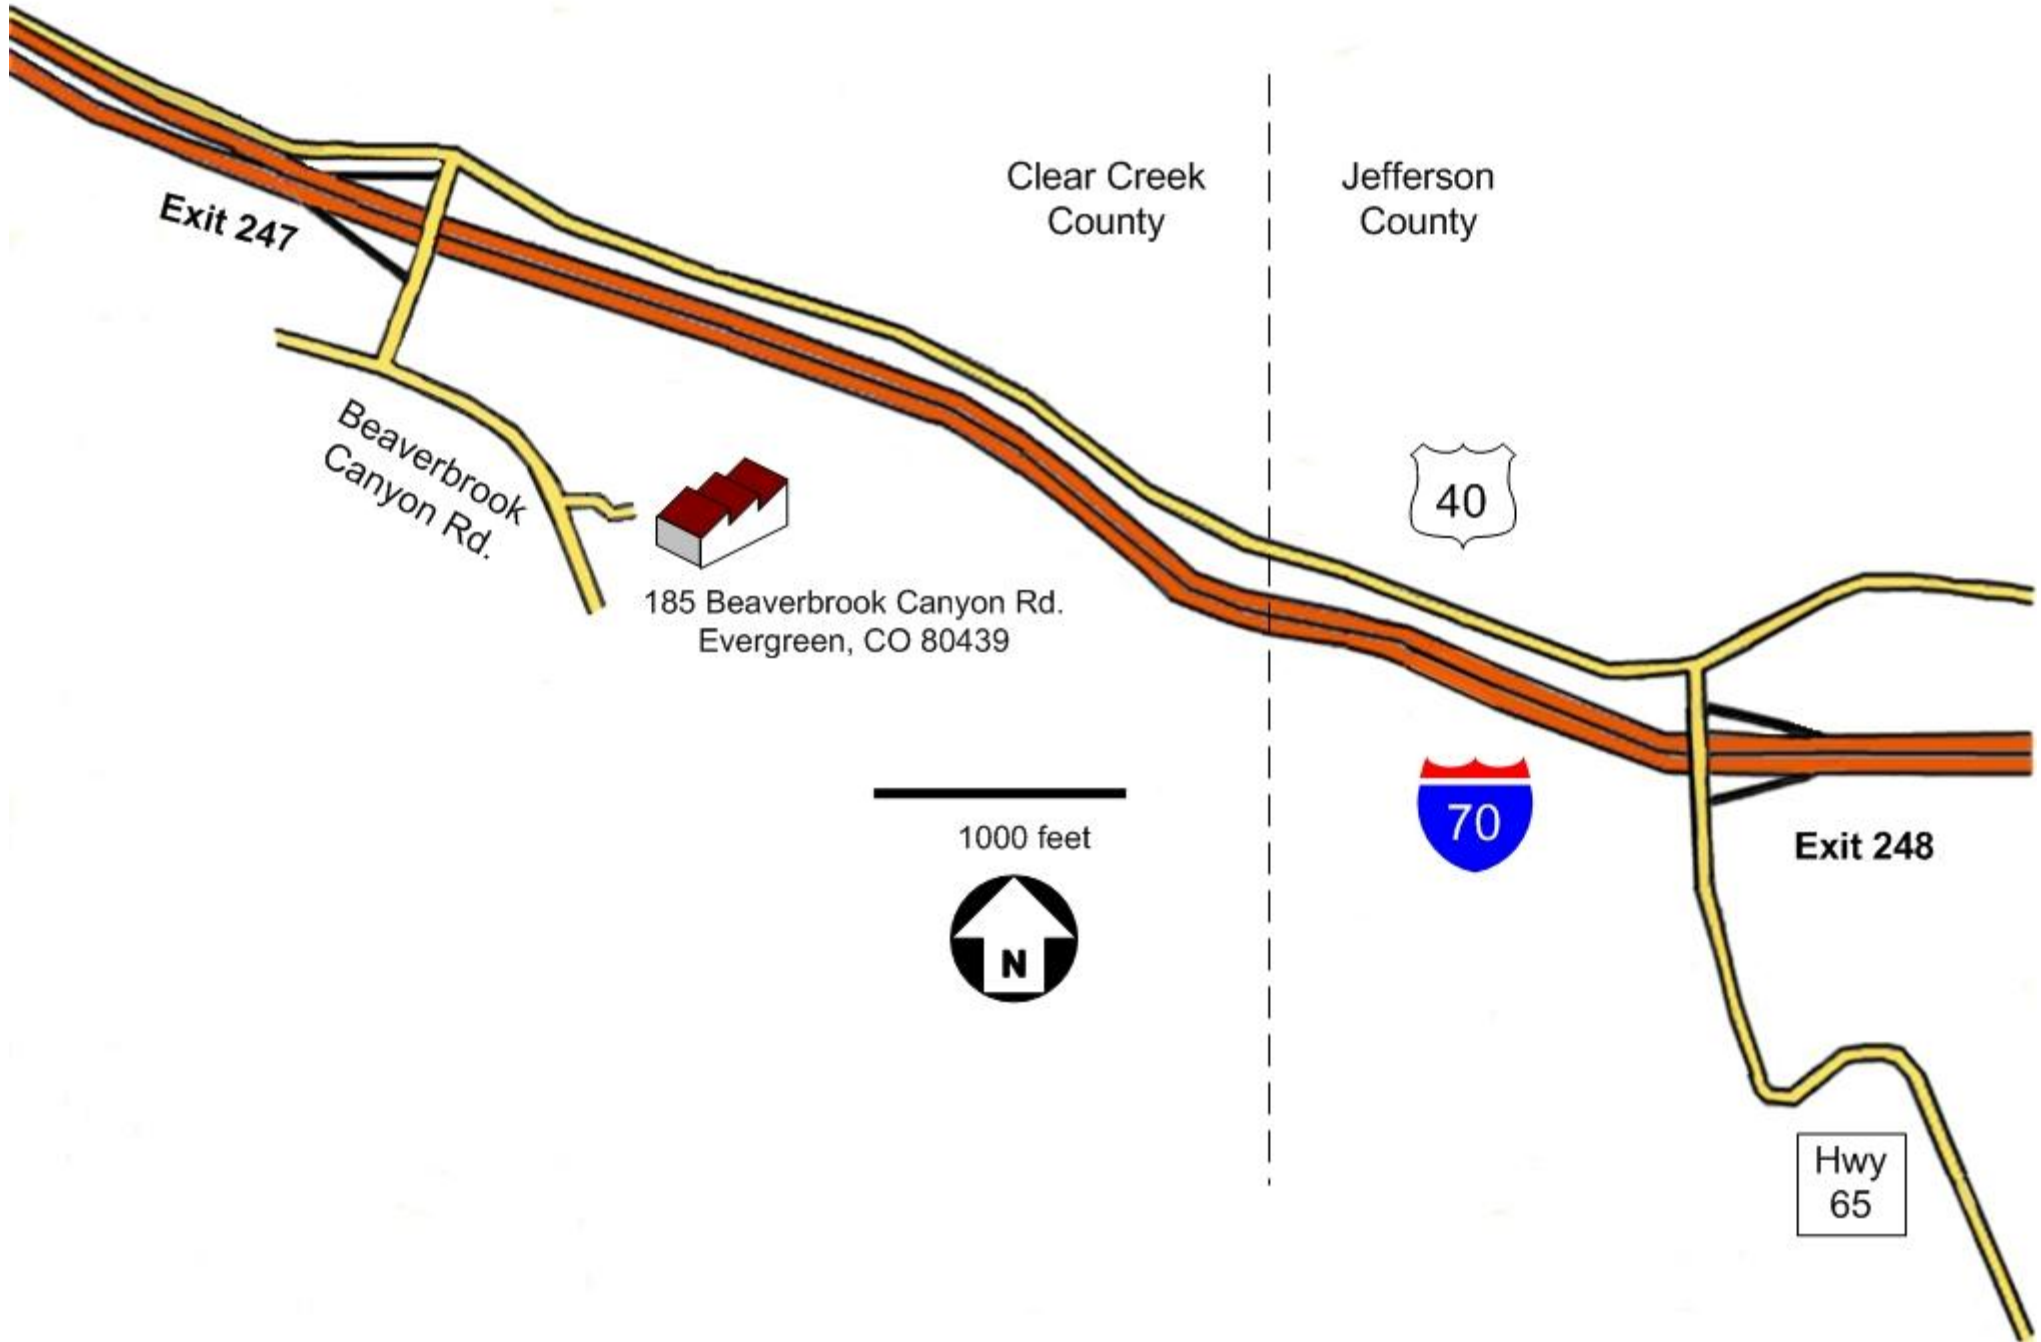 Clear Creek
County
Jefferson
County
Exit 247
Beaverbrook
Canyon Rd.
40
185 Beaverbrook Canyon Rd.
Evergreen, CO 80439
1000 feet
70
Exit 248
N
Hwy
65